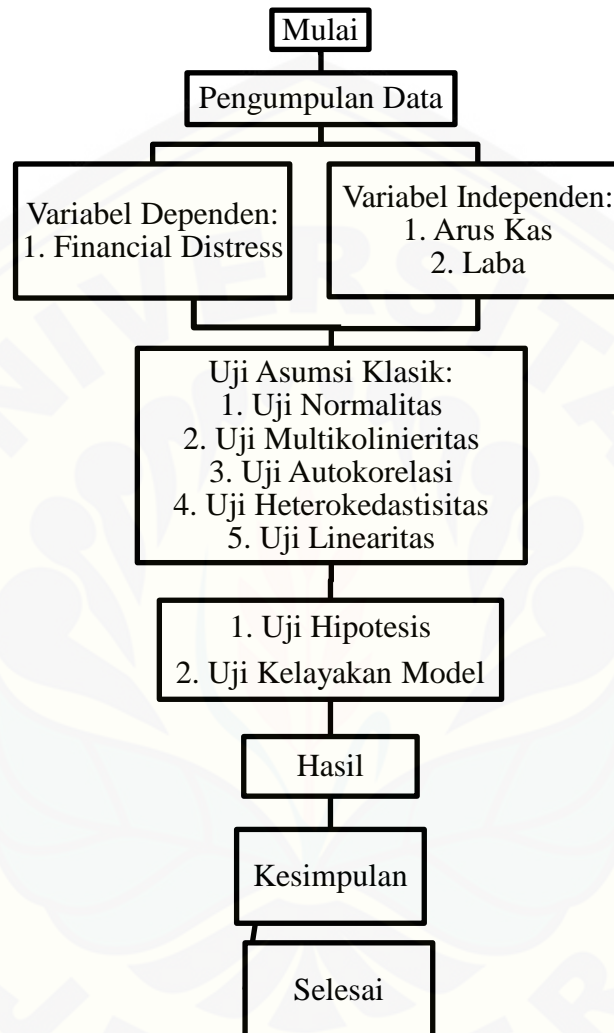 Mulai
Pengumpulan Data
Variabel Dependen:
1. Financial Distress
Variabel Independen:
1. Arus Kas
2. Laba
Uji Asumsi Klasik:
1. Uji Normalitas
2. Uji Multikolinieritas
3. Uji Autokorelasi
4. Uji Heterokedastisitas
5. Uji Linearitas
1. Uji Hipotesis
2. Uji Kelayakan Model
Hasil
Kesimpulan
Selesai